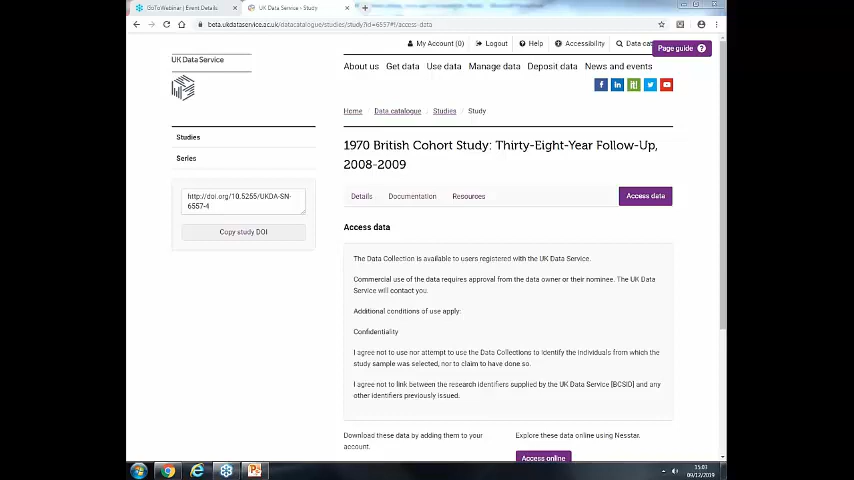 GoToWebinar | Event Details
UK Data Service › Study
beta.ukdataservice.ac.uk/datacatalogue/studies/study?id=6557#!/access-data
My Account (0) Logout Help Accessibility Search Data cat
Page guide ?
UK Data Service
About us Get data Use data Manage data Deposit data News and events
Home Data catalogue Studies Study
Studies
Series
http://doi.org/10.5255/UKDA-SN-
6557-4
Copy study DOI
1970 British Cohort Study: Thirty-Eight-Year Follow-Up,
2008-2009
Details Documentation Resources Access data
Access data
The Data Collection is available to users registered with the UK Data Service.
Commercial use of the data requires approval from the data owner or their nominee. The UK Data
Service will contact you.
Additional conditions of use apply:
Confidentiality
I agree not to use nor attempt to use the Data Collections to identify the individuals from which the
study sample was selected, nor to claim to have done so.
I agree not to link between the research identifiers supplied by the UK Data Service [BCSID] and any
other identifiers previously issued.
Download these data by adding them to your
account.
Explore these data online using Nesstar.
Access online
15:01
09/12/2019